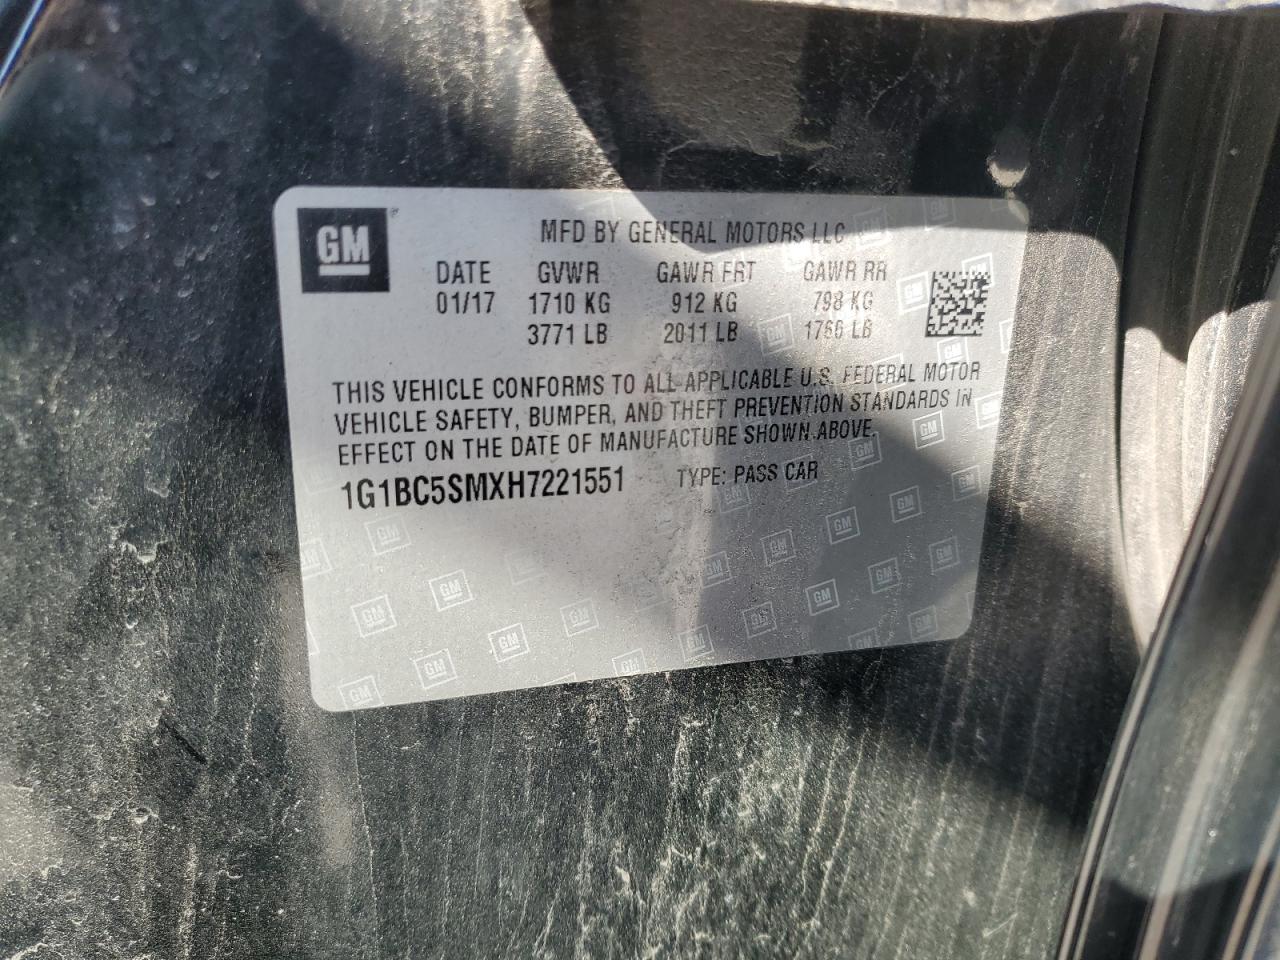 GM
MFD BY GENERAL MOTORS LLC
DATE GVWR GAWR FRT GAWR RR
01/17 1710 KG 912 KG 798 KG
3771 LB 2011 LB 1760 LB
THIS VEHICLE CONFORMS TO ALL APPLICABLE U.S. FEDERAL MOTOR
VEHICLE SAFETY, BUMPER, AND THEFT PREVENTION STANDARDS IN
EFFECT ON THE DATE OF MANUFACTURE SHOWN ABOVE.
1G1BC5SMXH7221551 TYPE: PASS CAR